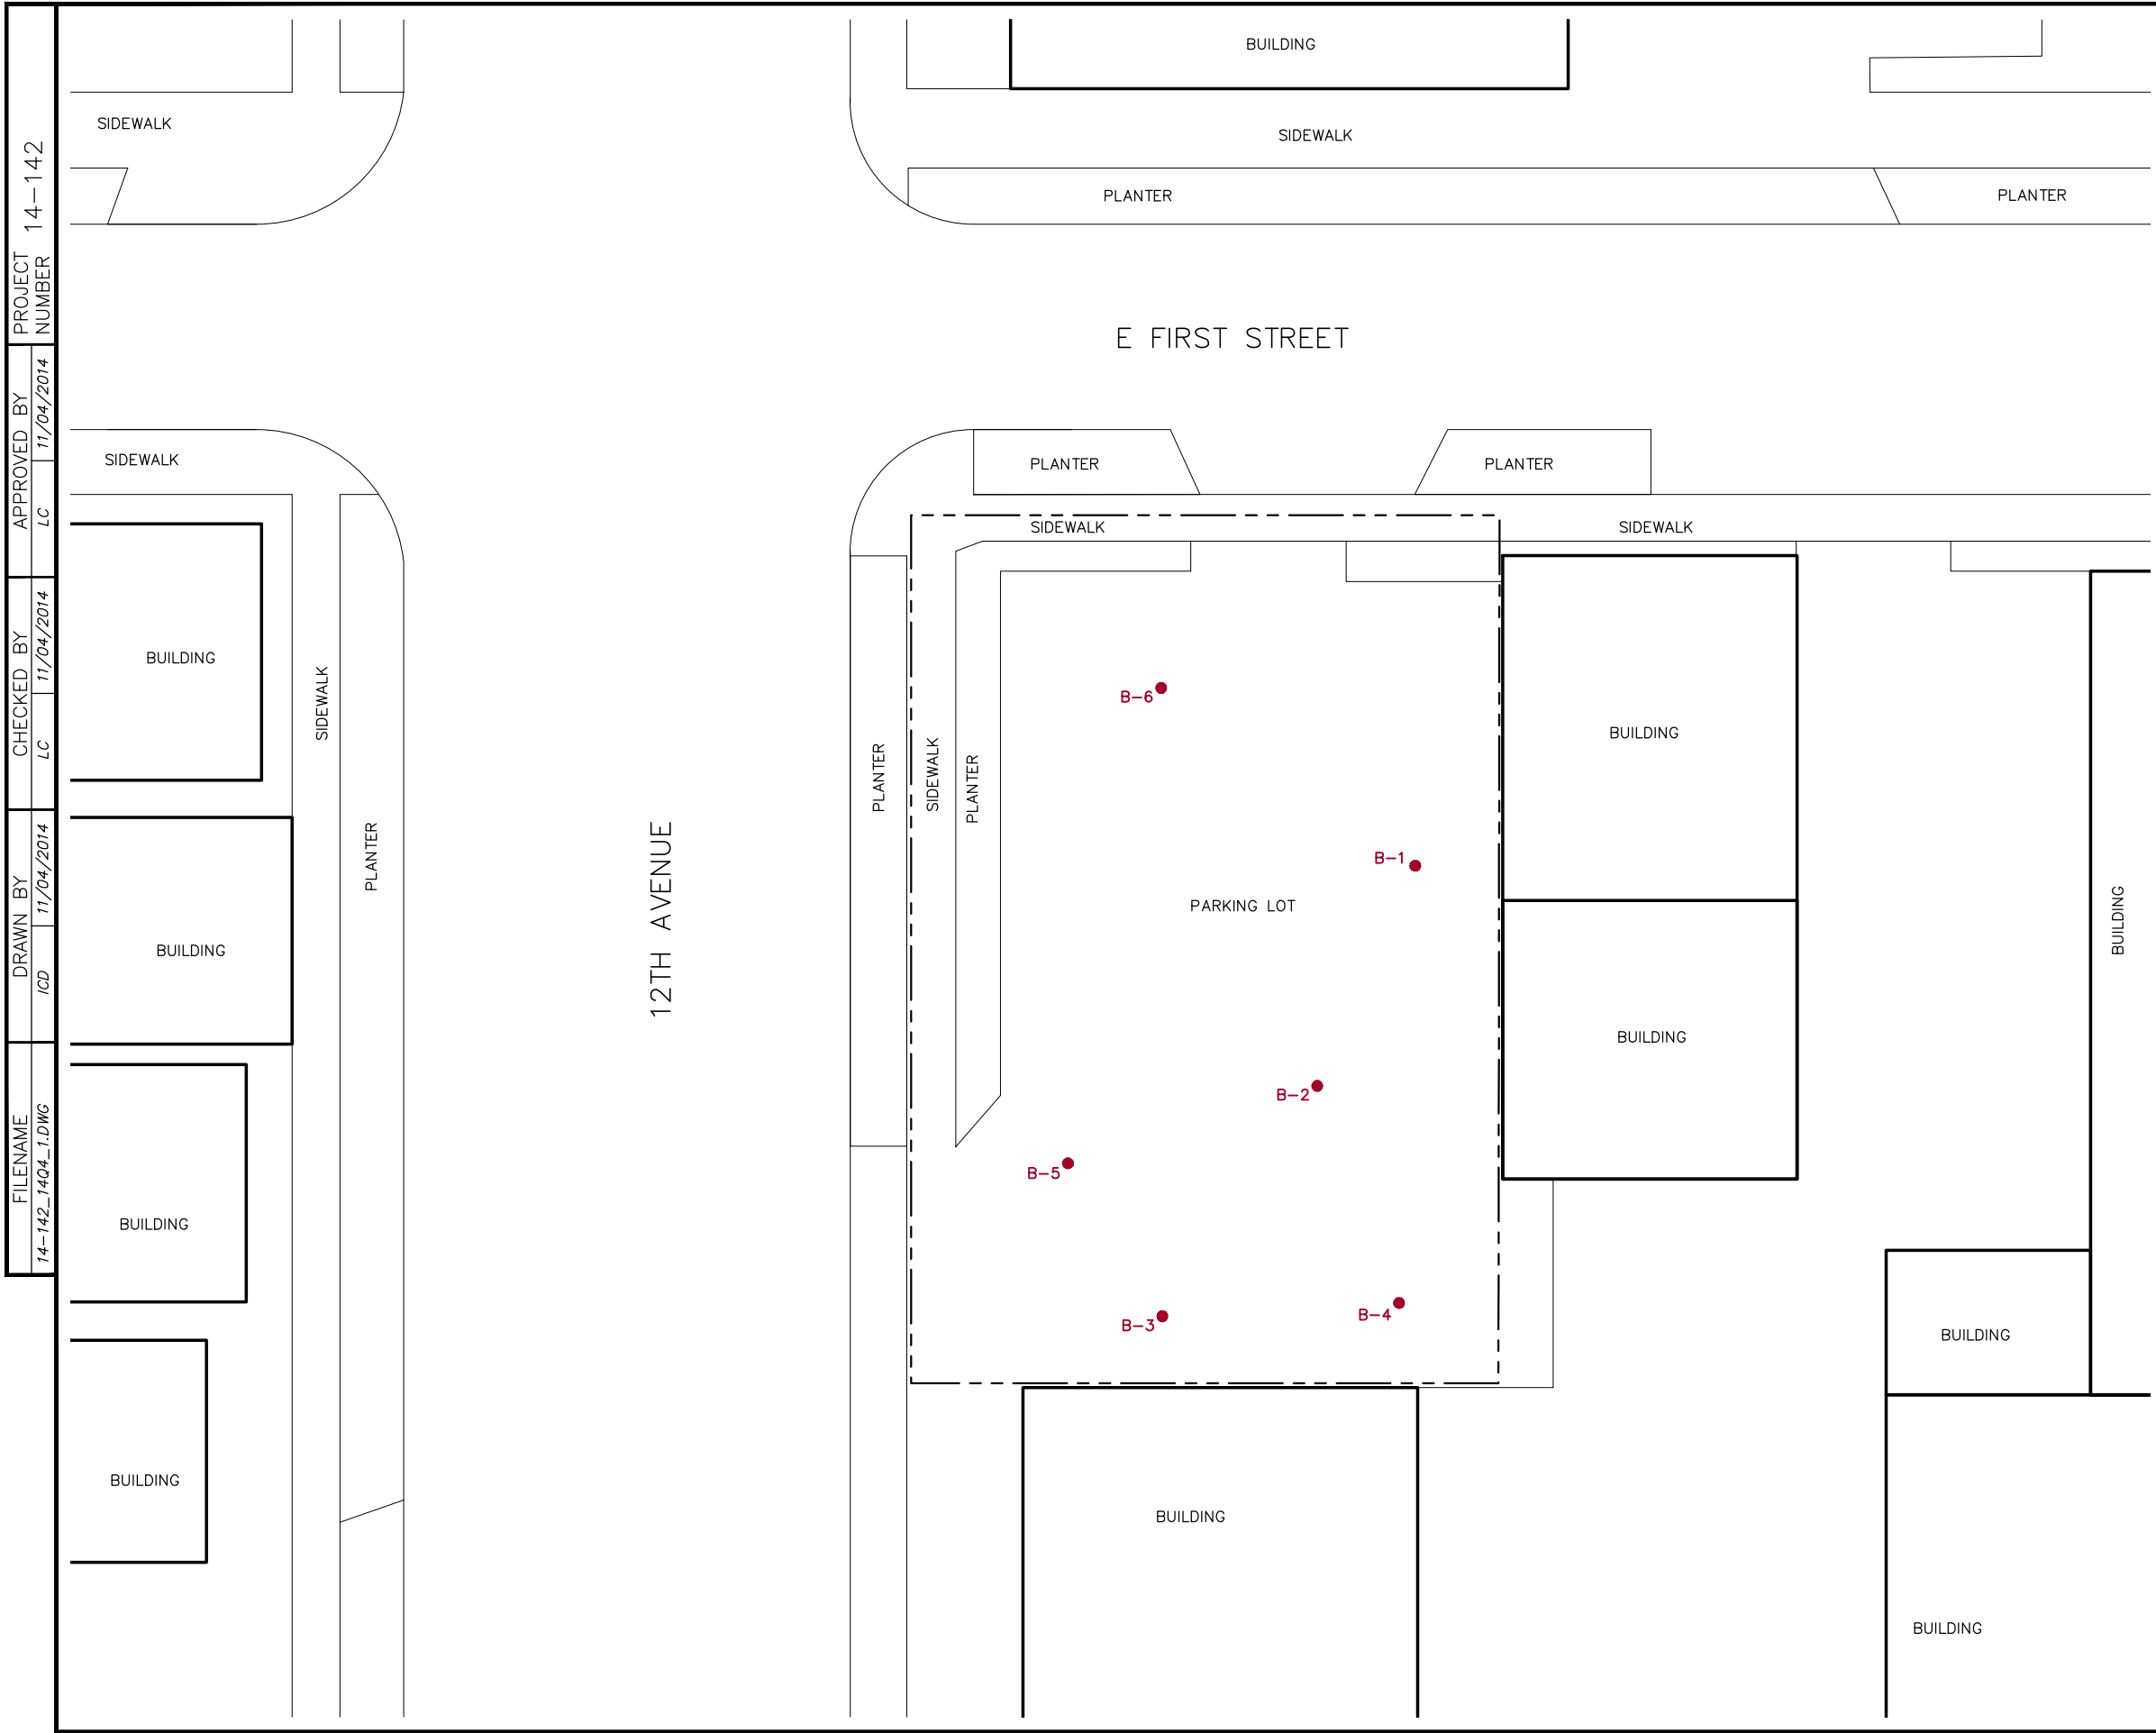 PROJECT
NUMBER
14-142
APPROVED BY
LC
11/04/2014
CHECKED BY
LC
11/04/2014
DRAWN BY
ICD
11/04/2014
FILENAME
14-142_14Q4_1.DWG
BUILDING
SIDEWALK
SIDEWALK
PLANTER
PLANTER
E FIRST STREET
SIDEWALK
PLANTER
PLANTER
SIDEWALK
SIDEWALK
BUILDING
SIDEWALK
B-6
BUILDING
PLANTER
SIDEWALK
PLANTER
PLANTER
B-1
12TH AVENUE
PARKING LOT
BUILDING
BUILDING
BUILDING
B-2
B-5
BUILDING
B-3
B-4
BUILDING
BUILDING
BUILDING
BUILDING